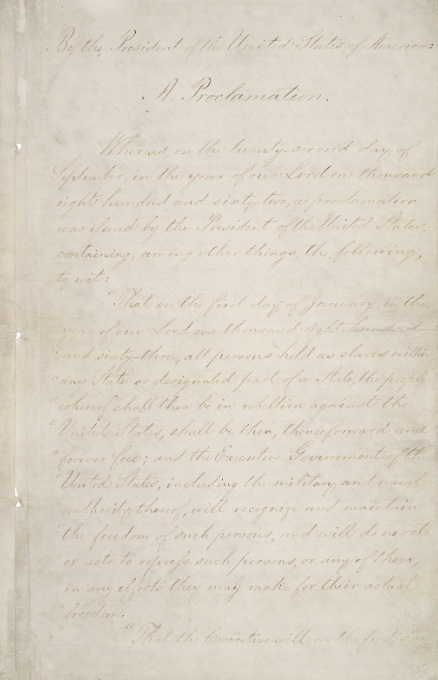 By the President of the United States of America:
A Proclamation.
Whereas, on the twenty-second day of
September, in the year of our Lord one thousand
eight hundred and sixty-two, a proclamation
was issued by the President of the United States,
containing, among other things, the following,
to wit:
"That on the first day of January, in the
year of our Lord one thousand eight hundred
"and sixty-three, all persons held as slaves within
"any State or designated part of a State, the people
"whereof shall then be in rebellion against the
"United States, shall be then, thenceforward, and
"forever free; and the Executive Government of the
"United States, including the military and naval
"authority thereof, will recognize and maintain
"the freedom of such persons, and will do no act
"or acts to repress such persons, or any of them,
"in any efforts they may make for their actual
"freedom.
"That the Executive will, on the first